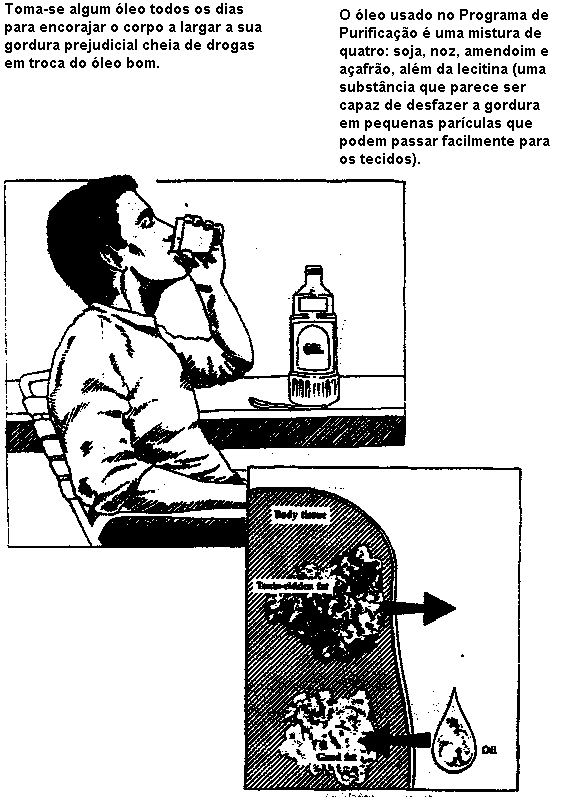 Toma-se algum óleo todos os dias
para encorajar o corpo a largar a sua
gordura prejudicial cheia de drogas
em troca do óleo bom.
O óleo usado no Programa de
Purificação é uma mistura de
quatro: soja, noz, amendoim e
açafrão, além da lecitina (uma
substância que parece ser
capaz de desfazer a gordura
em pequenas parículas que
podem passar facilmente para
os tecidos).
OIL
Body tissue
Toxin-ridden fat
Good fat
Oil